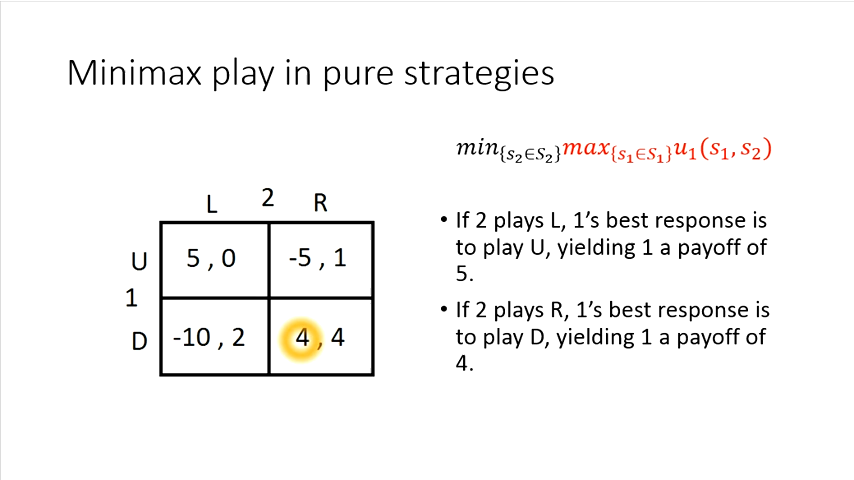 Minimax play in pure strategies
𝑚𝑖𝑛{𝑠₂∈𝑆₂}𝑚𝑎𝑥{𝑠₁∈𝑆₁}𝑢₁(𝑠₁, 𝑠₂)
L 2 R
U 5 , 0 -5 , 1
1
D -10 , 2 4 , 4
• If 2 plays L, 1’s best response is
to play U, yielding 1 a payoff of
5.
• If 2 plays R, 1’s best response is
to play D, yielding 1 a payoff of
4.